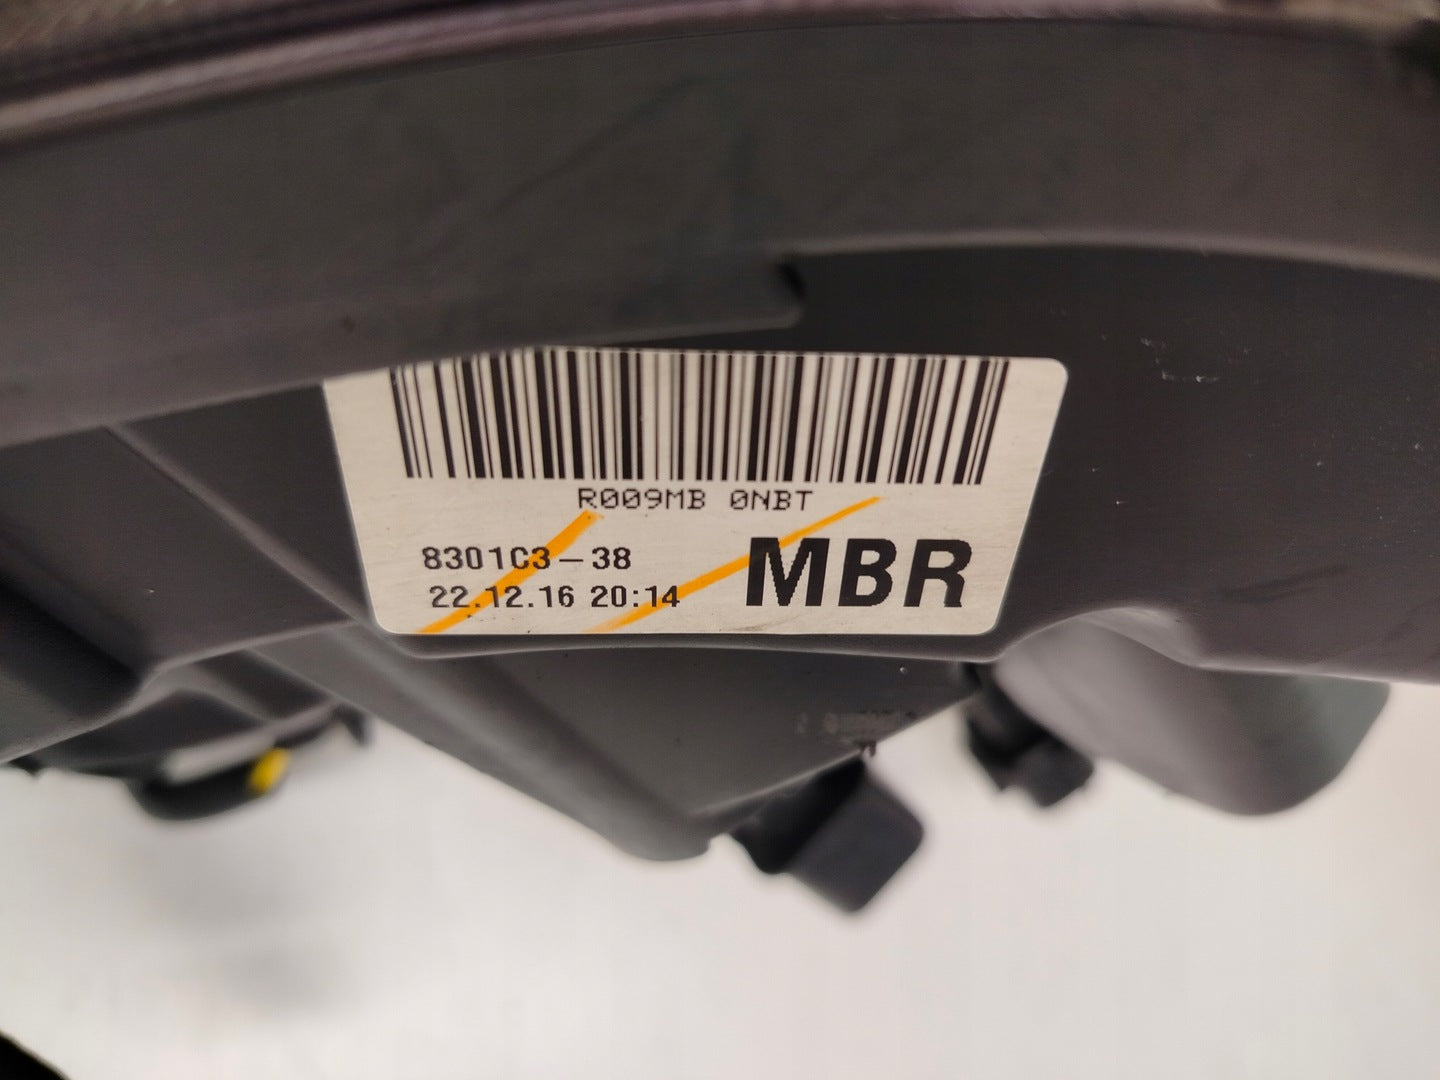 R009MB 0NBT
8301C3-38
22.12.16 20:14
MBR